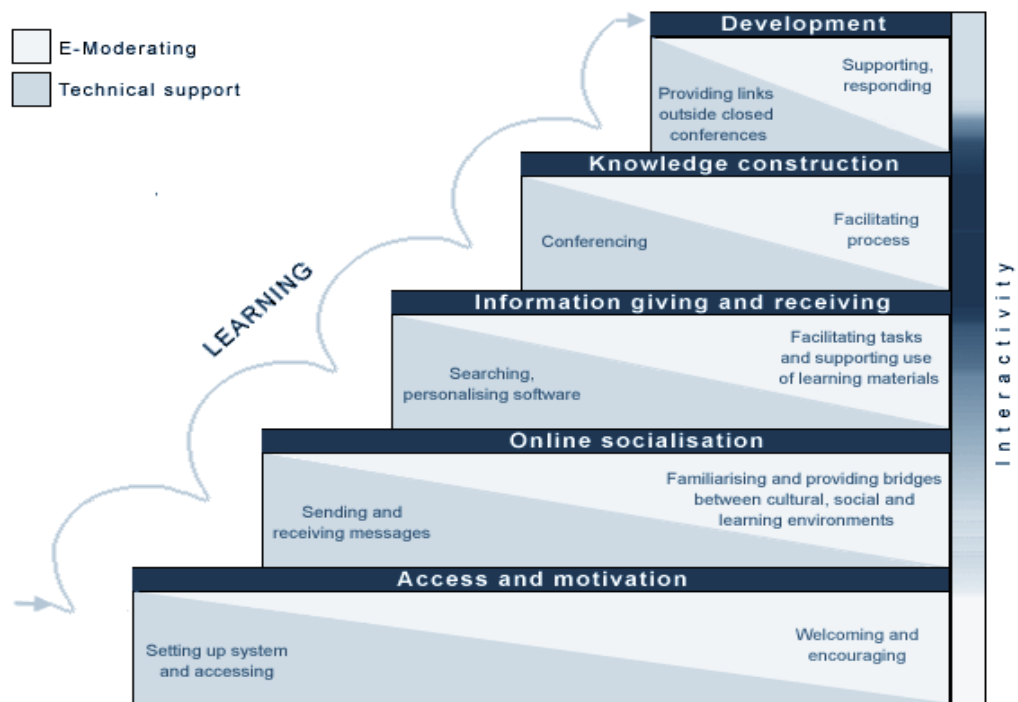 E-Moderating
Technical support
Development
Supporting,
responding
Providing links
outside closed
conferences
Knowledge construction
Facilitating
process
Conferencing
Information giving and receiving
Facilitating tasks
and supporting use
of learning materials
Searching,
personalising software
Online socialisation
Familiarising and providing bridges
between cultural, social and
learning environments
Sending and
receiving messages
Access and motivation
Welcoming and
encouraging
Setting up system
and accessing
LEARNING
Interactivity